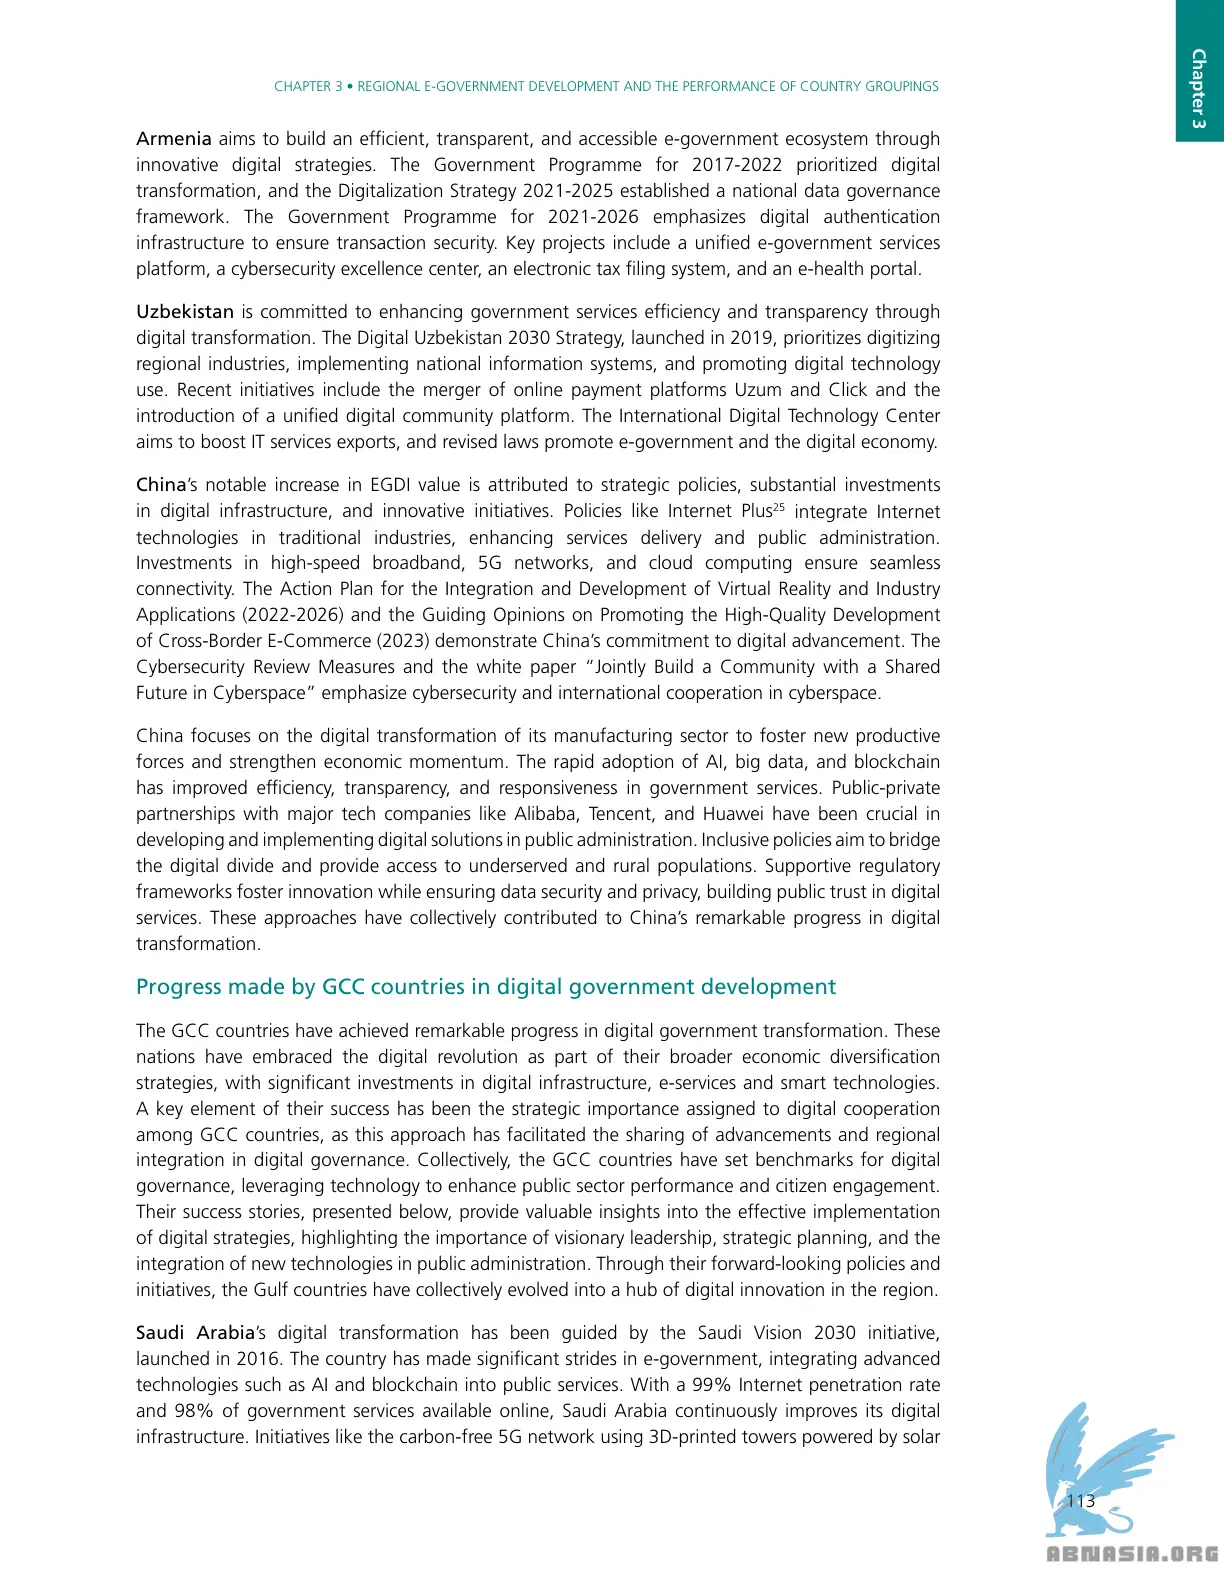 Chapter 3
CHAPTER 3 • REGIONAL E-GOVERNMENT DEVELOPMENT AND THE PERFORMANCE OF COUNTRY GROUPINGS
Armenia aims to build an efficient, transparent, and accessible e-government ecosystem through
innovative digital strategies. The Government Programme for 2017-2022 prioritized digital
transformation, and the Digitalization Strategy 2021-2025 established a national data governance
framework. The Government Programme for 2021-2026 emphasizes digital authentication
infrastructure to ensure transaction security. Key projects include a unified e-government services
platform, a cybersecurity excellence center, an electronic tax filing system, and an e-health portal.
Uzbekistan is committed to enhancing government services efficiency and transparency through
digital transformation. The Digital Uzbekistan 2030 Strategy, launched in 2019, prioritizes digitizing
regional industries, implementing national information systems, and promoting digital technology
use. Recent initiatives include the merger of online payment platforms Uzum and Click and the
introduction of a unified digital community platform. The International Digital Technology Center
aims to boost IT services exports, and revised laws promote e-government and the digital economy.
China’s notable increase in EGDI value is attributed to strategic policies, substantial investments
in digital infrastructure, and innovative initiatives. Policies like Internet Plus25 integrate Internet
technologies in traditional industries, enhancing services delivery and public administration.
Investments in high-speed broadband, 5G networks, and cloud computing ensure seamless
connectivity. The Action Plan for the Integration and Development of Virtual Reality and Industry
Applications (2022-2026) and the Guiding Opinions on Promoting the High-Quality Development
of Cross-Border E-Commerce (2023) demonstrate China’s commitment to digital advancement. The
Cybersecurity Review Measures and the white paper “Jointly Build a Community with a Shared
Future in Cyberspace” emphasize cybersecurity and international cooperation in cyberspace.
China focuses on the digital transformation of its manufacturing sector to foster new productive
forces and strengthen economic momentum. The rapid adoption of AI, big data, and blockchain
has improved efficiency, transparency, and responsiveness in government services. Public-private
partnerships with major tech companies like Alibaba, Tencent, and Huawei have been crucial in
developing and implementing digital solutions in public administration. Inclusive policies aim to bridge
the digital divide and provide access to underserved and rural populations. Supportive regulatory
frameworks foster innovation while ensuring data security and privacy, building public trust in digital
services. These approaches have collectively contributed to China’s remarkable progress in digital
transformation.
Progress made by GCC countries in digital government development
The GCC countries have achieved remarkable progress in digital government transformation. These
nations have embraced the digital revolution as part of their broader economic diversification
strategies, with significant investments in digital infrastructure, e-services and smart technologies.
A key element of their success has been the strategic importance assigned to digital cooperation
among GCC countries, as this approach has facilitated the sharing of advancements and regional
integration in digital governance. Collectively, the GCC countries have set benchmarks for digital
governance, leveraging technology to enhance public sector performance and citizen engagement.
Their success stories, presented below, provide valuable insights into the effective implementation
of digital strategies, highlighting the importance of visionary leadership, strategic planning, and the
integration of new technologies in public administration. Through their forward-looking policies and
initiatives, the Gulf countries have collectively evolved into a hub of digital innovation in the region.
Saudi Arabia’s digital transformation has been guided by the Saudi Vision 2030 initiative,
launched in 2016. The country has made significant strides in e-government, integrating advanced
technologies such as AI and blockchain into public services. With a 99% Internet penetration rate
and 98% of government services available online, Saudi Arabia continuously improves its digital
infrastructure. Initiatives like the carbon-free 5G network using 3D-printed towers powered by solar
113
ABNASIA.ORG